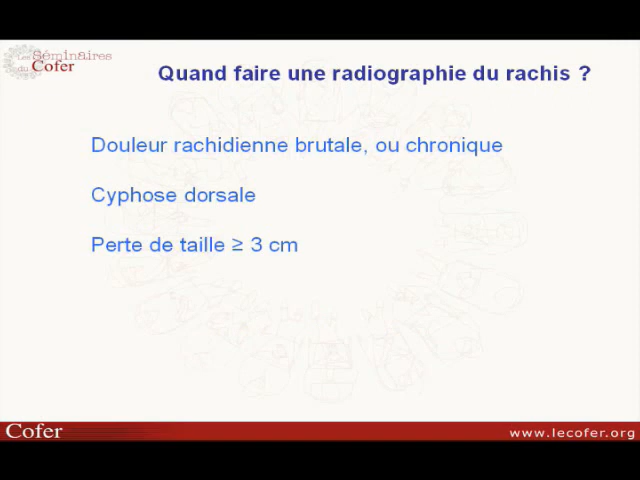 Les Séminaires
du Cofer
Quand faire une radiographie du rachis ?
Douleur rachidienne brutale, ou chronique
Cyphose dorsale
Perte de taille ≥ 3 cm
Cofer
www.lecofer.org